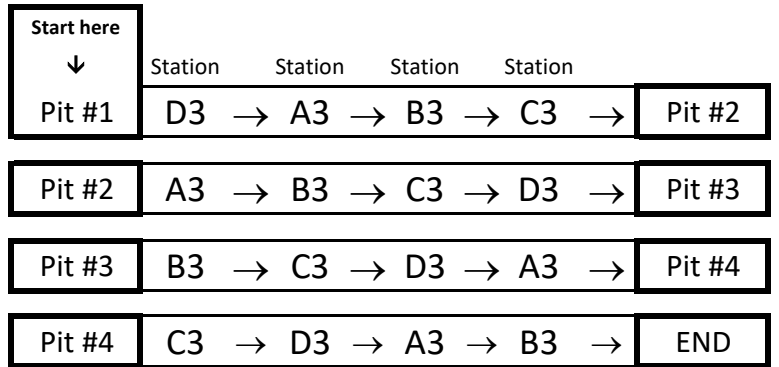 Start here
↓
Station Station Station Station
Pit #1 D3 → A3 → B3 → C3 → Pit #2
Pit #2 A3 → B3 → C3 → D3 → Pit #3
Pit #3 B3 → C3 → D3 → A3 → Pit #4
Pit #4 C3 → D3 → A3 → B3 → END